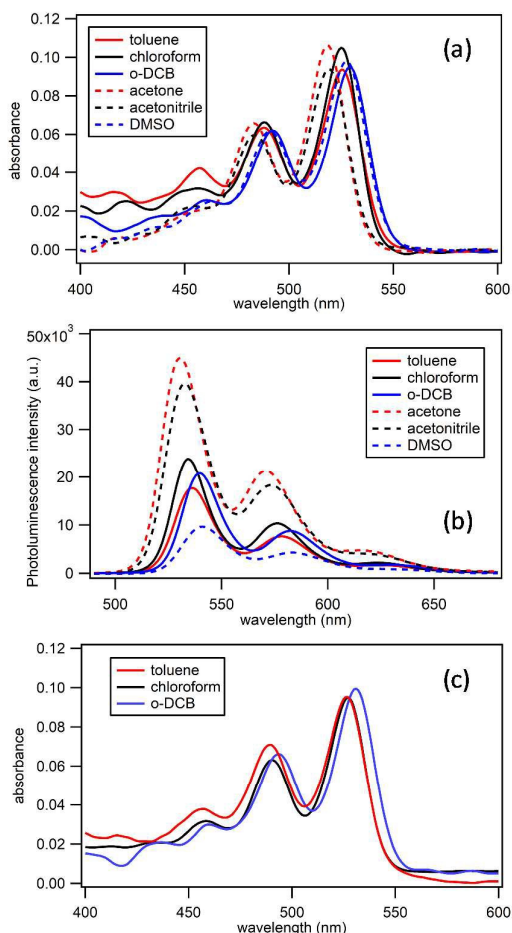 (a)
toluene
chloroform
o-DCB
acetone
acetonitrile
DMSO
absorbance
0.12
0.10
0.08
0.06
0.04
0.02
0.00
400 450 500 550 600
wavelength (nm)
(b)
toluene
chloroform
o-DCB
acetone
acetonitrile
DMSO
Photoluminescence intensity (a.u.)
50x10³
40
30
20
10
0
500 550 600 650
wavelength (nm)
(c)
toluene
chloroform
o-DCB
absorbance
0.12
0.10
0.08
0.06
0.04
0.02
0.00
400 450 500 550 600
wavelength (nm)